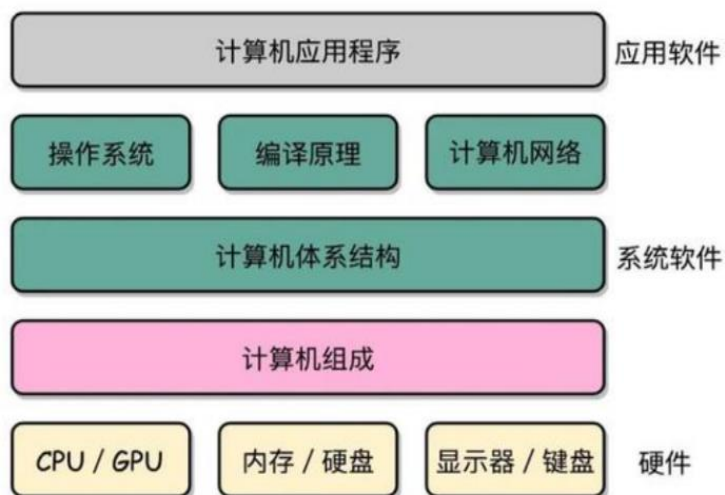 计算机应用程序 应用软件
操作系统 编译原理 计算机网络
计算机体系结构 系统软件
计算机组成
CPU / GPU 内存 / 硬盘 显示器 / 键盘 硬件